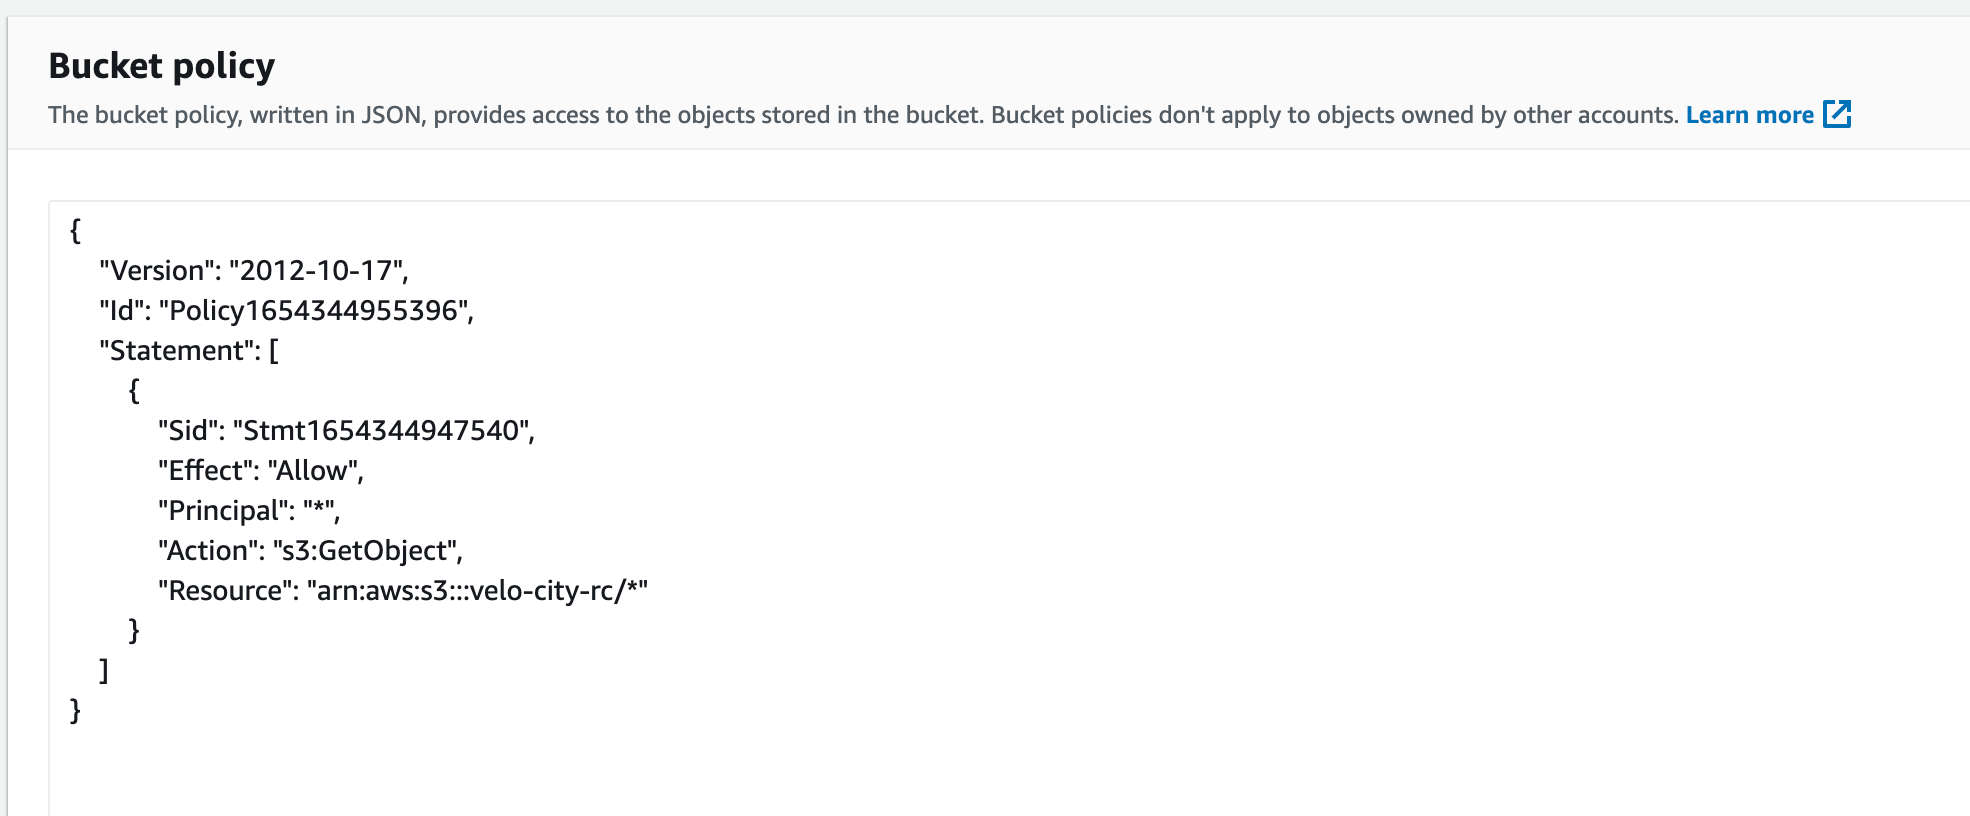 Bucket policy
The bucket policy, written in JSON, provides access to the objects stored in the bucket. Bucket policies don't apply to objects owned by other accounts. Learn more
{
"Version": "2012-10-17",
"Id": "Policy1654344955396",
"Statement": [
{
"Sid": "Stmt1654344947540",
"Effect": "Allow",
"Principal": "*",
"Action": "s3:GetObject",
"Resource": "arn:aws:s3:::velo-city-rc/*"
}
]
}